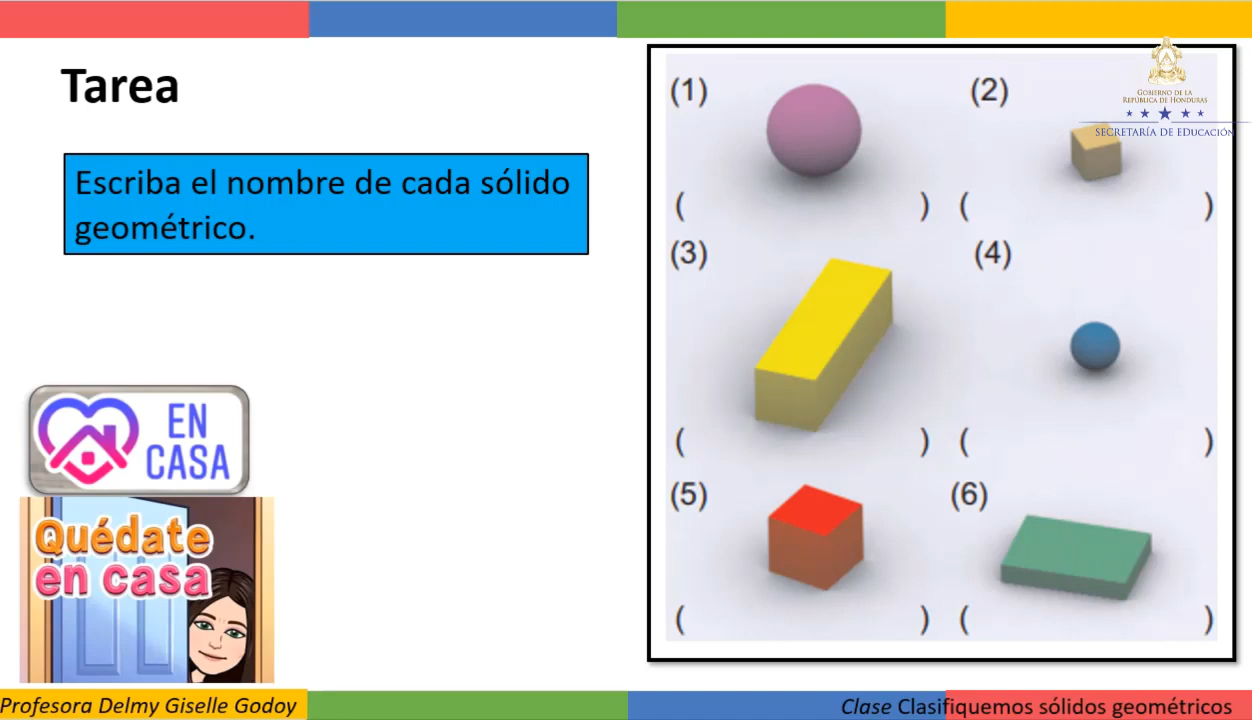 Tarea
Escriba el nombre de cada sólido
geométrico.
EN
CASA
Quédate
en casa
(1)
(2)
GOBIERNO DE LA
REPÚBLICA DE HONDURAS
SECRETARÍA DE EDUCACIÓN
( ) ( )
(3)
(4)
( ) ( )
(5)
(6)
( ) ( )
Profesora Delmy Giselle Godoy
Clase Clasifiquemos sólidos geométricos